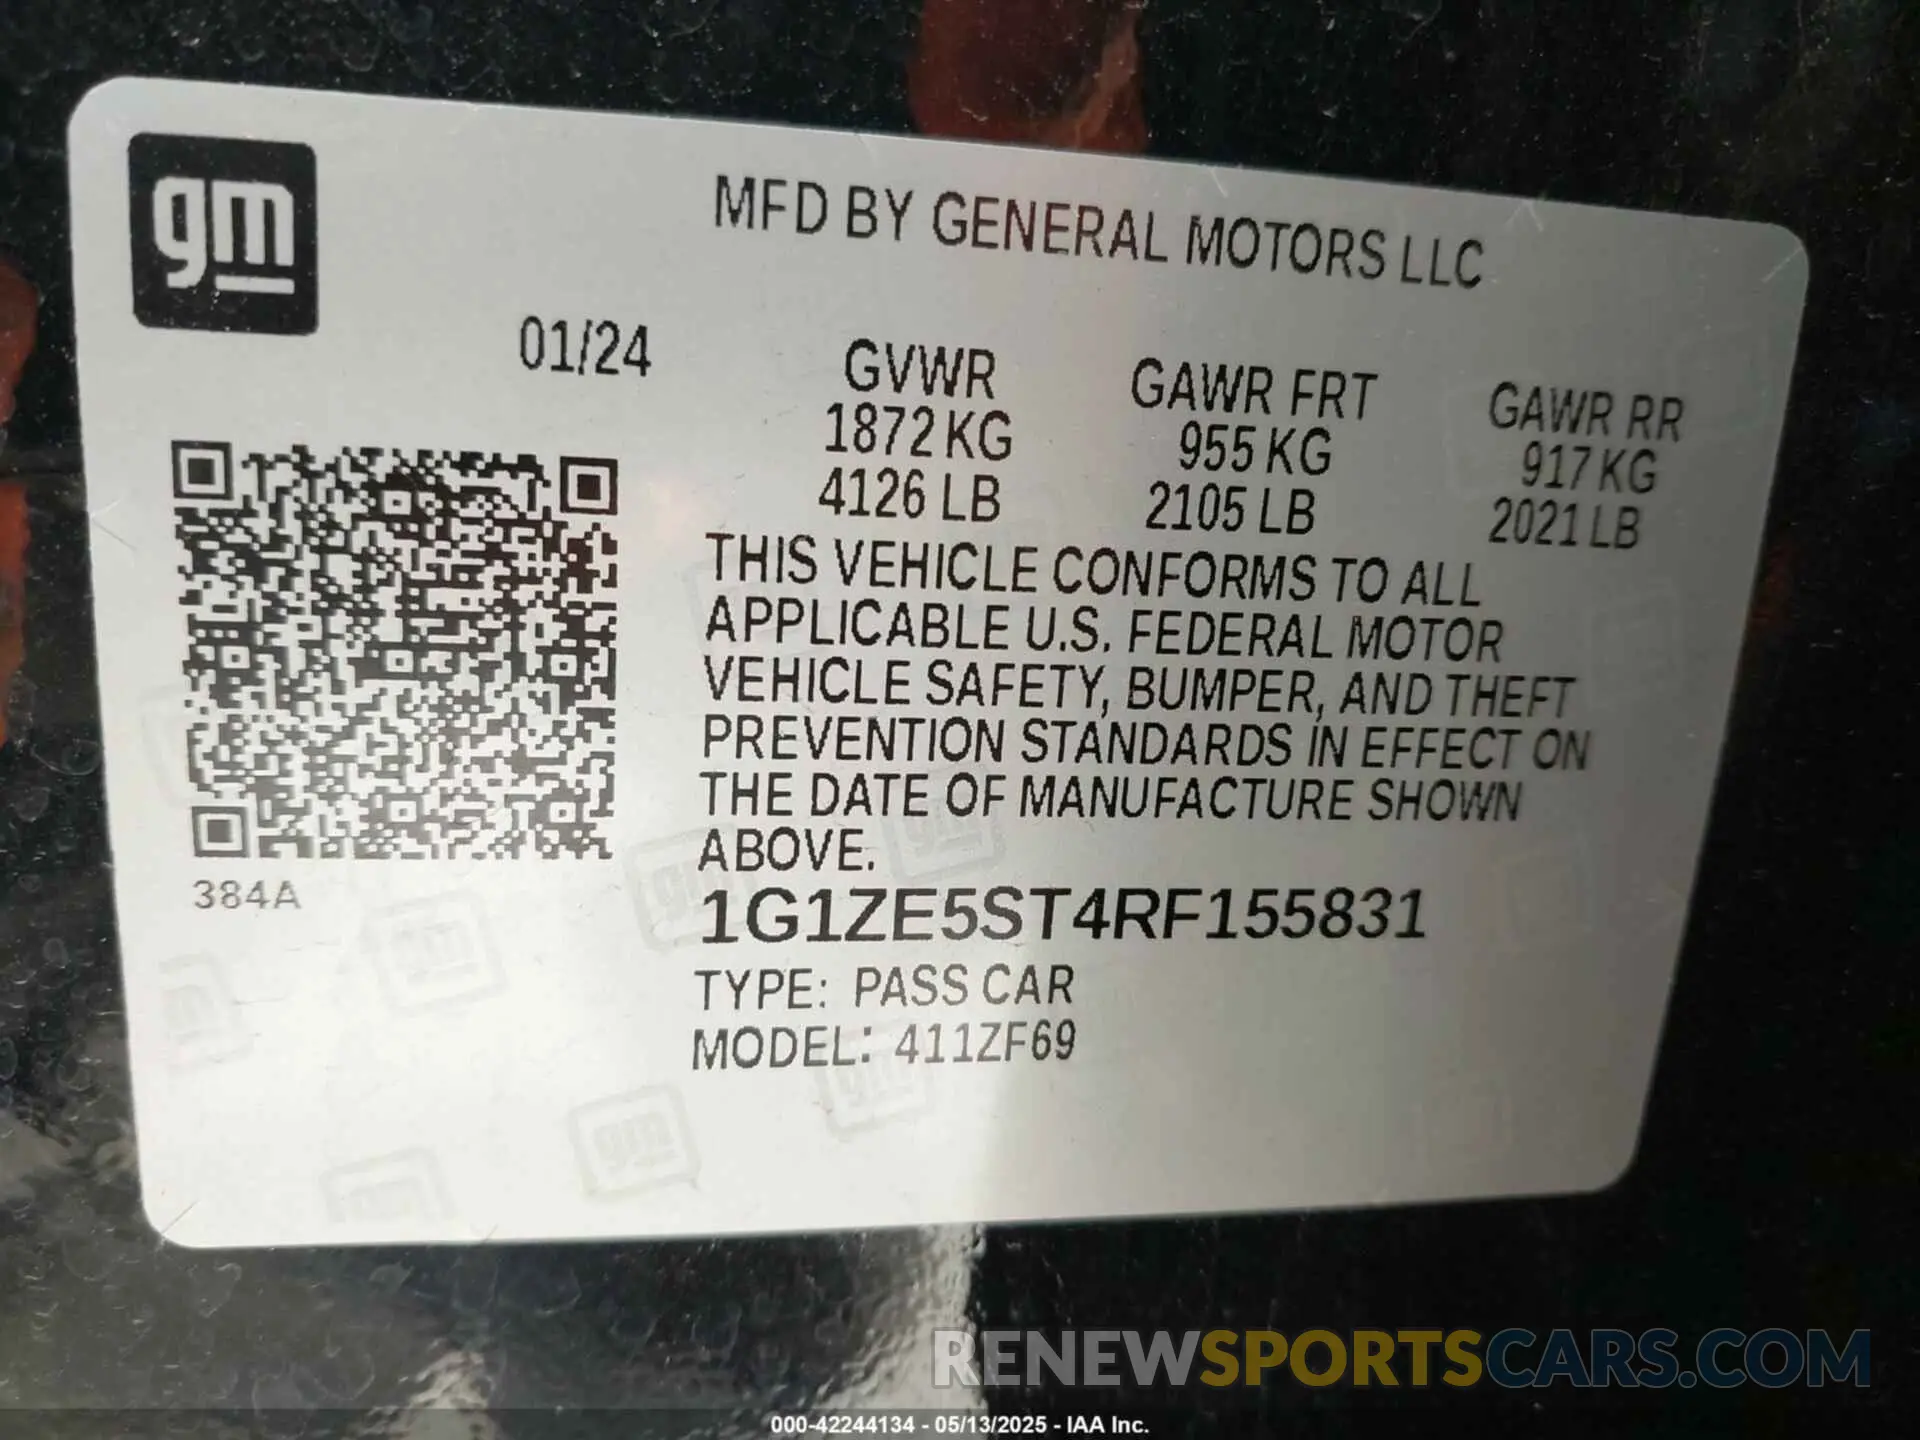 gm
MFD BY GENERAL MOTORS LLC
01/24
GVWR GAWR FRT GAWR RR
1872 KG 955 KG 917 KG
4126 LB 2105 LB 2021 LB
THIS VEHICLE CONFORMS TO ALL
APPLICABLE U.S. FEDERAL MOTOR
VEHICLE SAFETY, BUMPER, AND THEFT
PREVENTION STANDARDS IN EFFECT ON
THE DATE OF MANUFACTURE SHOWN
ABOVE.
384A
1G1ZE5ST4RF155831
TYPE: PASS CAR
MODEL: 411ZF69
RENEWSPORTSCARS.COM
000-42244134 - 05/13/2025 - IAA Inc.